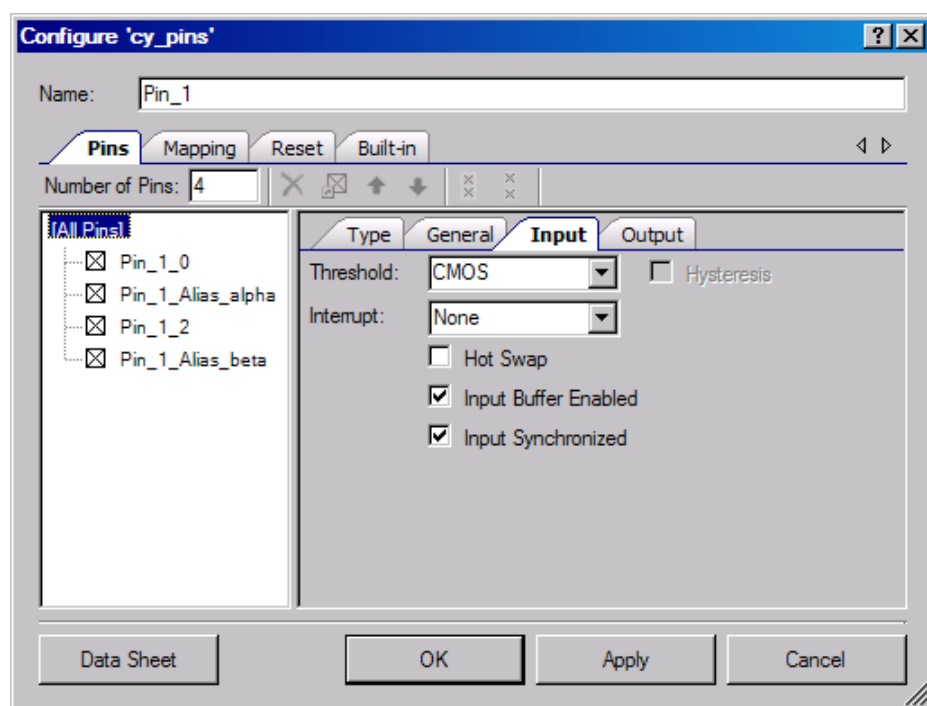 Configure 'cy_pins'
Name: Pin_1
Pins Mapping Reset Built-in
Number of Pins: 4
[All Pins]
Pin_1_0
Pin_1_Alias_alpha
Pin_1_2
Pin_1_Alias_beta
Type General Input Output
Threshold: CMOS Hysteresis
Interrupt: None
Hot Swap
Input Buffer Enabled
Input Synchronized
Data Sheet OK Apply Cancel